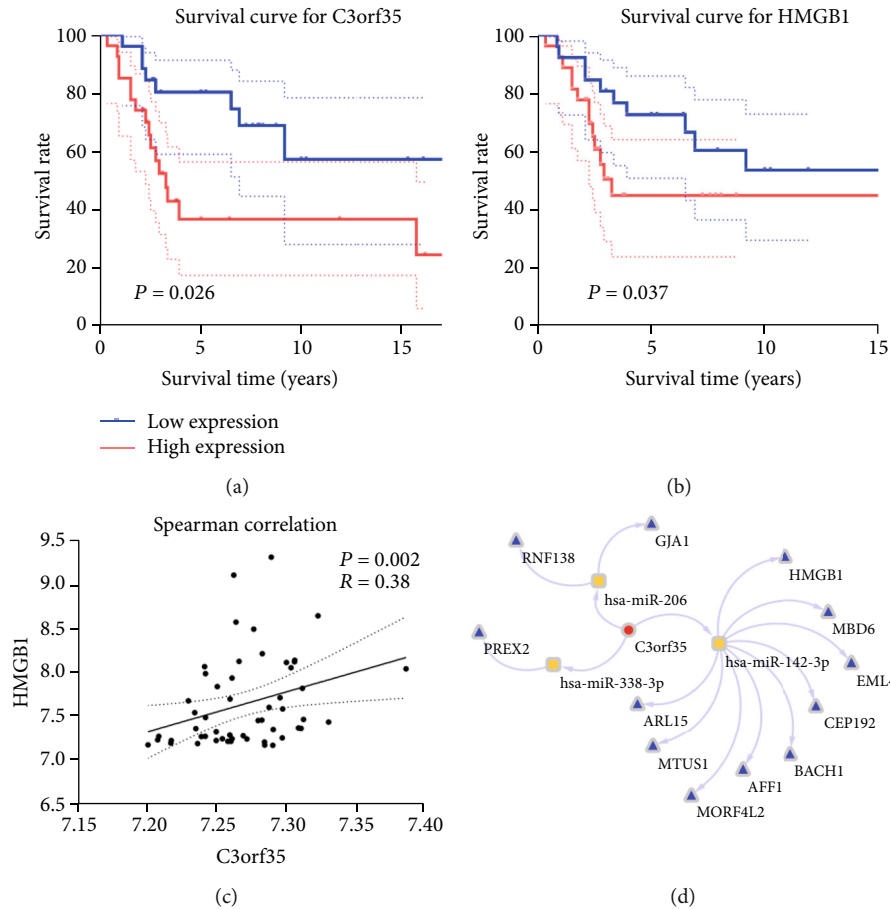 Survival curve for C3orf35
100
80
60
40
20
0
Survival rate
P = 0.026
0
5
10
15
Survival time (years)
Low expression
High expression
(a)
Survival curve for HMGB1
100
80
60
40
20
0
Survival rate
P = 0.037
0
5
10
15
Survival time (years)
(b)
Spearman correlation
9.5
9.0
8.5
8.0
7.5
7.0
6.5
HMGB1
P = 0.002
R = 0.38
7.15
7.20
7.25
7.30
7.35
7.40
C3orf35
(c)
GJA1
RNF138
HMGB1
hsa-miR-206
MBD6
PREX2
C3orf35
hsa-miR-142-3p
EML4
hsa-miR-338-3p
ARL15
CEP192
MTUS1
BACH1
AFF1
MORF4L2
(d)